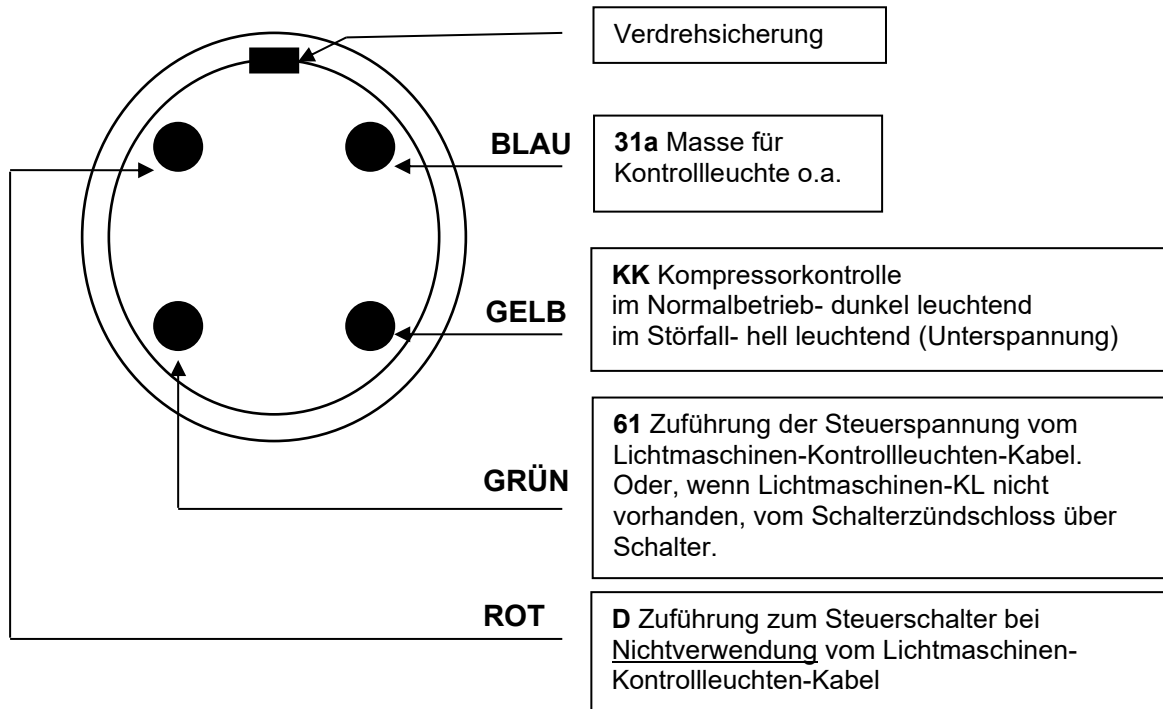 Verdrehsicherung
BLAU
31a Masse für
Kontrollleuchte o.a.
GELB
KK Kompressorkontrolle
im Normalbetrieb- dunkel leuchtend
im Störfall- hell leuchtend (Unterspannung)
GRÜN
61 Zuführung der Steuerspannung vom
Lichtmaschinen-Kontrollleuchten-Kabel.
Oder, wenn Lichtmaschinen-KL nicht
vorhanden, vom Schalterzündschloss über
Schalter.
ROT
D Zuführung zum Steuerschalter bei
Nichtverwendung vom Lichtmaschinen-
Kontrollleuchten-Kabel